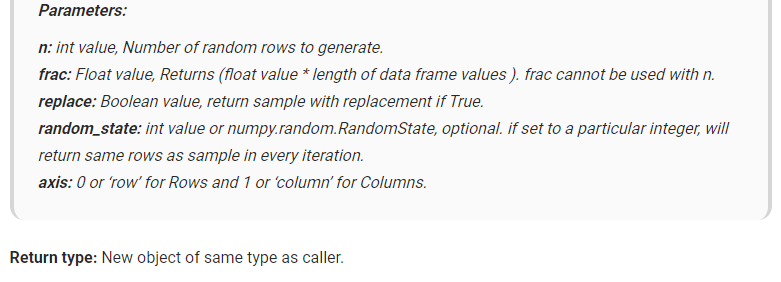 Parameters:
n: int value, Number of random rows to generate.
frac: Float value, Returns (float value * length of data frame values ). frac cannot be used with n.
replace: Boolean value, return sample with replacement if True.
random_state: int value or numpy.random.RandomState, optional. if set to a particular integer, will
return same rows as sample in every iteration.
axis: 0 or ‘row’ for Rows and 1 or ‘column’ for Columns.
Return type: New object of same type as caller.